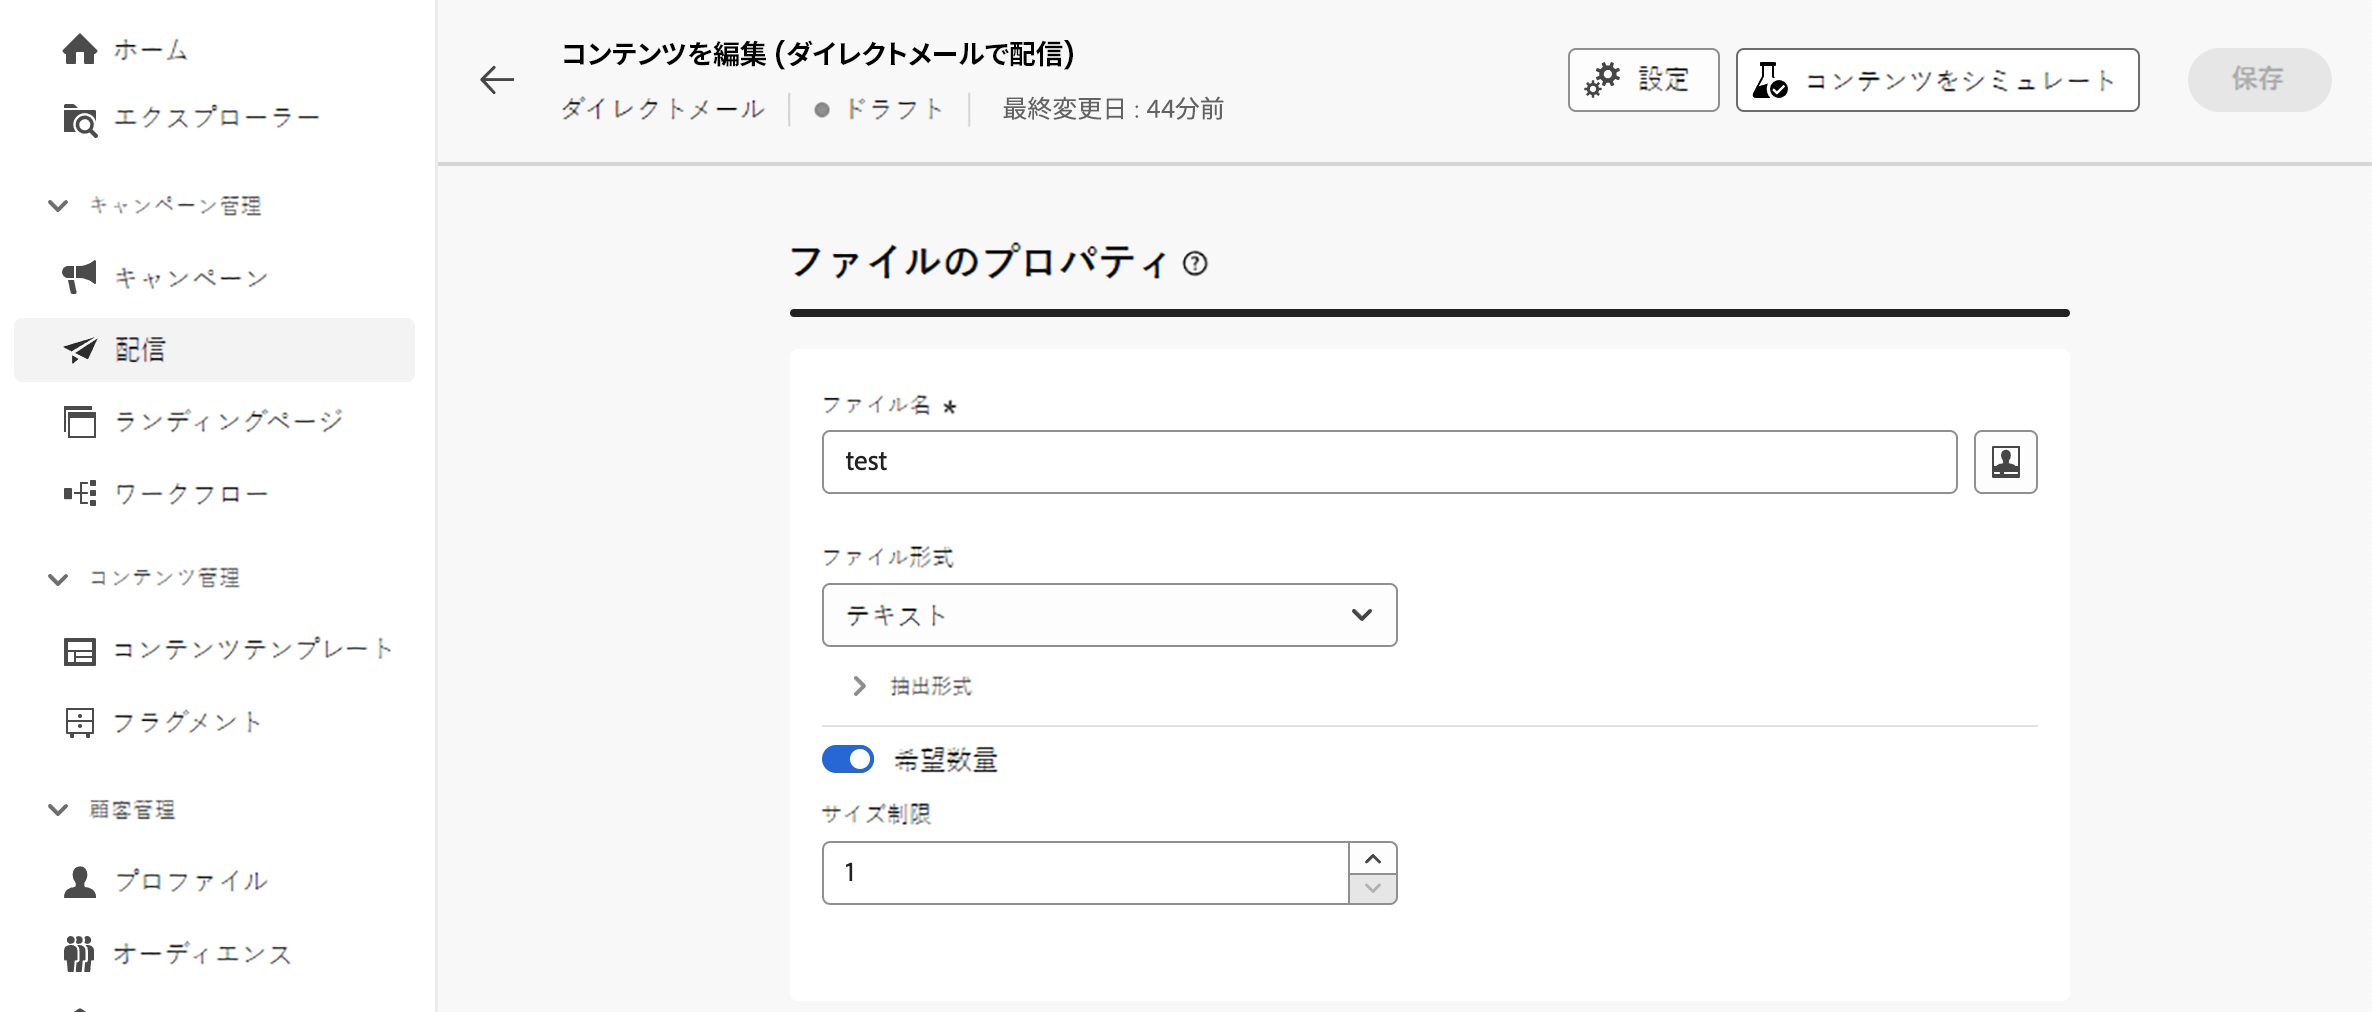 ホーム
エクスプローラー
キャンペーン管理
キャンペーン
配信
ランディングページ
ワークフロー
コンテンツ管理
コンテンツテンプレート
フラグメント
顧客管理
プロファイル
オーディエンス
コンテンツを編集 (ダイレクトメールで配信)
ダイレクトメール ドラフト 最終変更日 : 44分前
設定
コンテンツをシミュレート
保存
ファイルのプロパティ
ファイル名 *
test
ファイル形式
テキスト
抽出形式
希望数量
サイズ制限
1